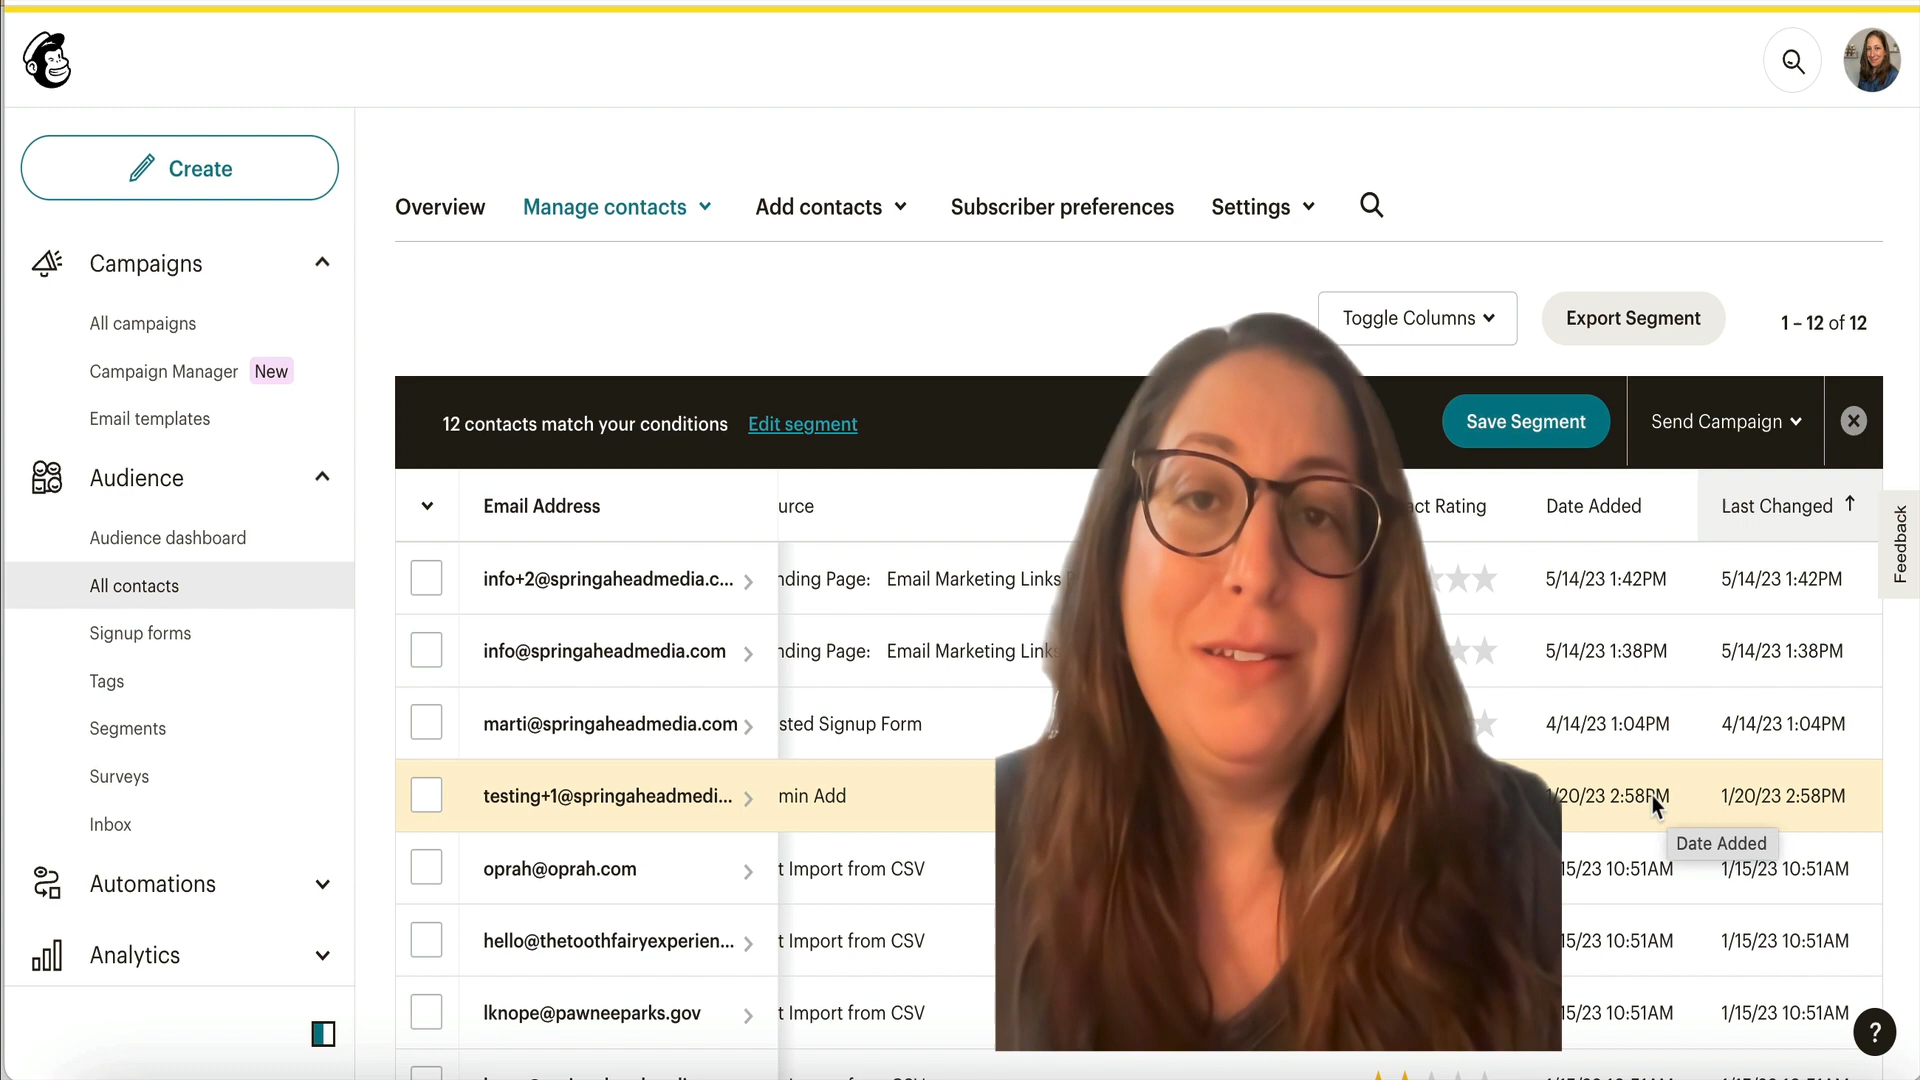 Create
Overview
Manage contacts
Add contacts
Subscriber preferences
Settings
Campaigns
All campaigns
Campaign Manager New
Email templates
Audience
Audience dashboard
All contacts
Signup forms
Tags
Segments
Surveys
Inbox
Automations
Analytics
Toggle Columns
Export Segment
1 – 12 of 12
12 contacts match your conditions Edit segment
Save Segment
Send Campaign
Email Address urce act Rating Date Added Last Changed
info+2@springaheadmedia.c... nding Page: Email Marketing Links 5/14/23 1:42PM 5/14/23 1:42PM
info@springaheadmedia.com nding Page: Email Marketing Links 5/14/23 1:38PM 5/14/23 1:38PM
marti@springaheadmedia.com sted Signup Form 4/14/23 1:04PM 4/14/23 1:04PM
testing+1@springaheadmedi... min Add 1/20/23 2:58PM 1/20/23 2:58PM
Date Added
oprah@oprah.com t Import from CSV 15/23 10:51AM 1/15/23 10:51AM
hello@thetoothfairyexperien... t Import from CSV 15/23 10:51AM 1/15/23 10:51AM
lknope@pawneeparks.gov t Import from CSV 15/23 10:51AM 1/15/23 10:51AM
Feedback
?